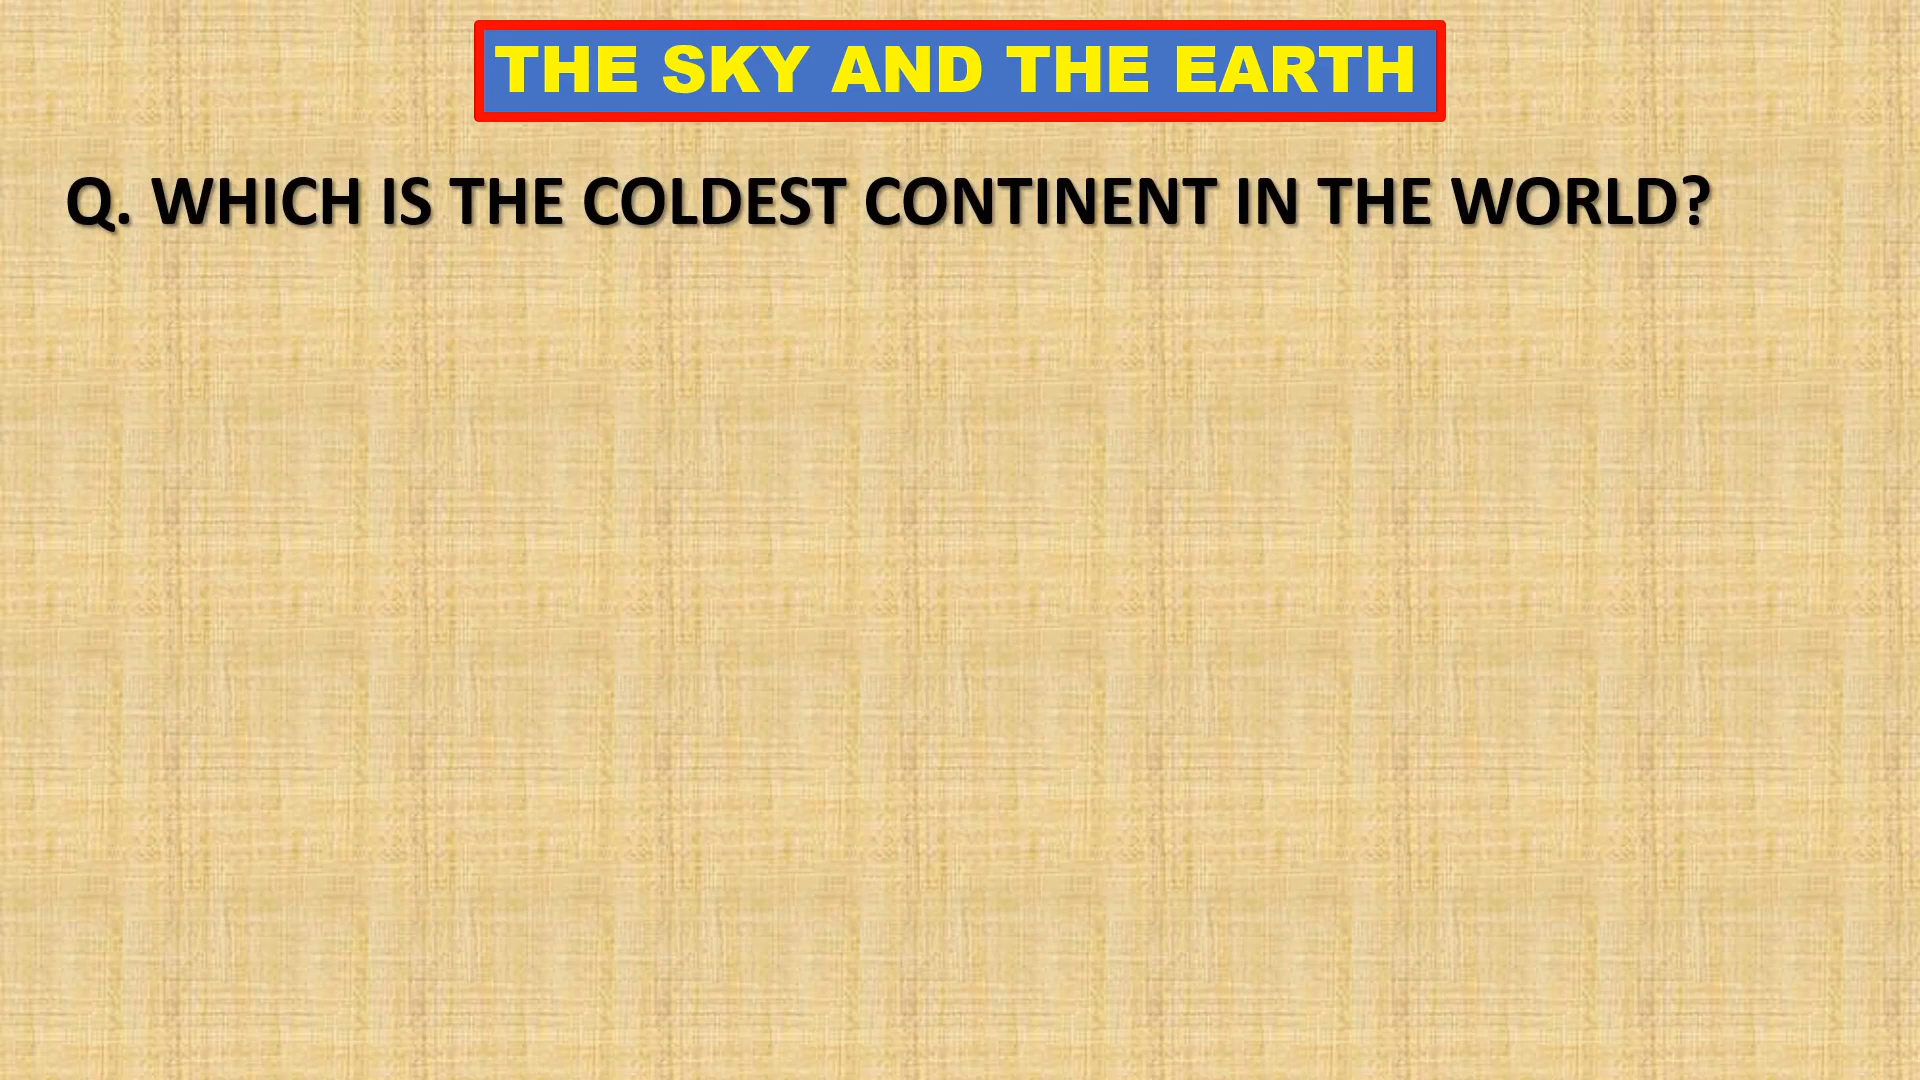 THE SKY AND THE EARTH
Q. WHICH IS THE COLDEST CONTINENT IN THE WORLD?